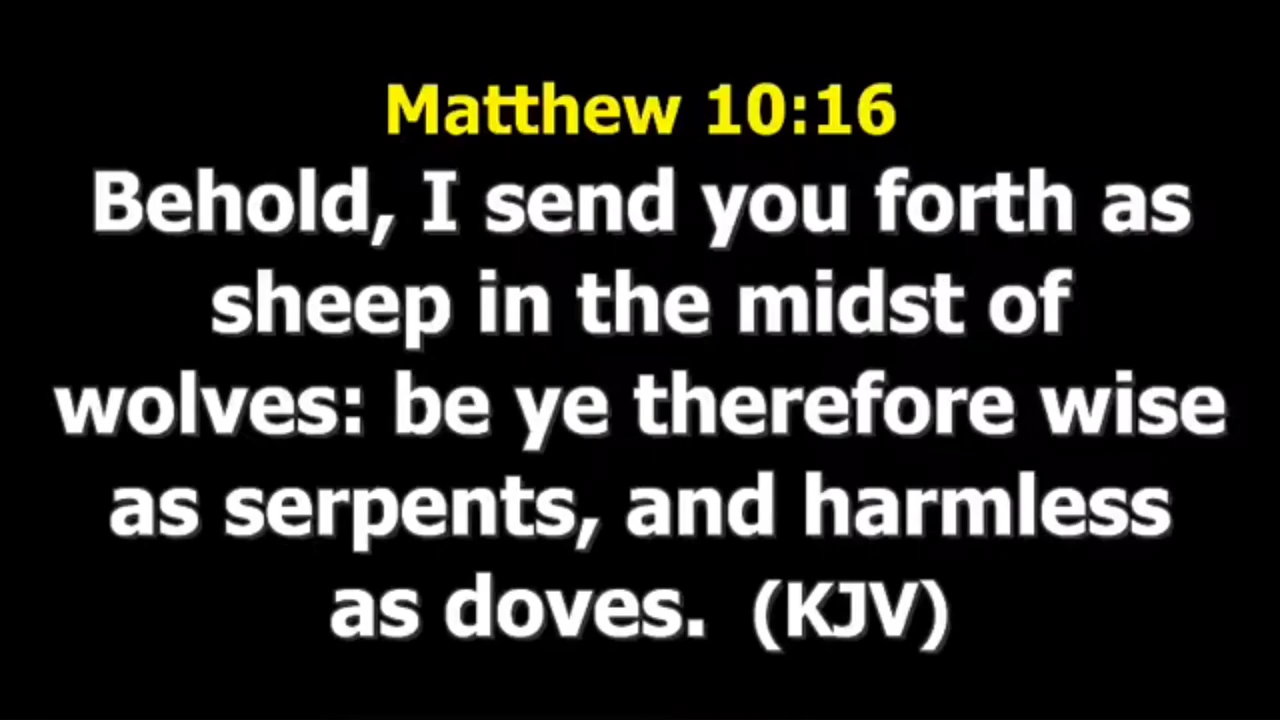 Matthew 10:16
Behold, I send you forth as
sheep in the midst of
wolves: be ye therefore wise
as serpents, and harmless
as doves.  (KJV)